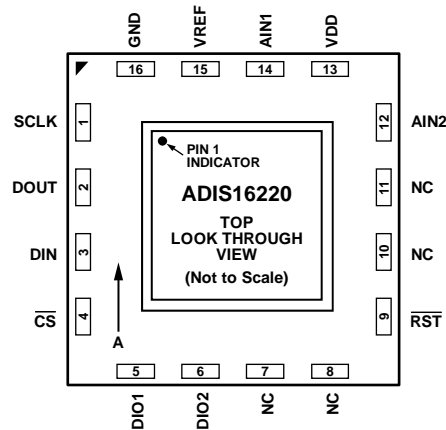 GND
VREF
AIN1
VDD
16
15
14
13
SCLK
1
DOUT
2
DIN
3
CS
4
12
AIN2
11
NC
10
NC
9
RST
PIN 1
INDICATOR
ADIS16220
TOP
LOOK THROUGH
VIEW
(Not to Scale)
A
5
6
7
8
DIO1
DIO2
NC
NC